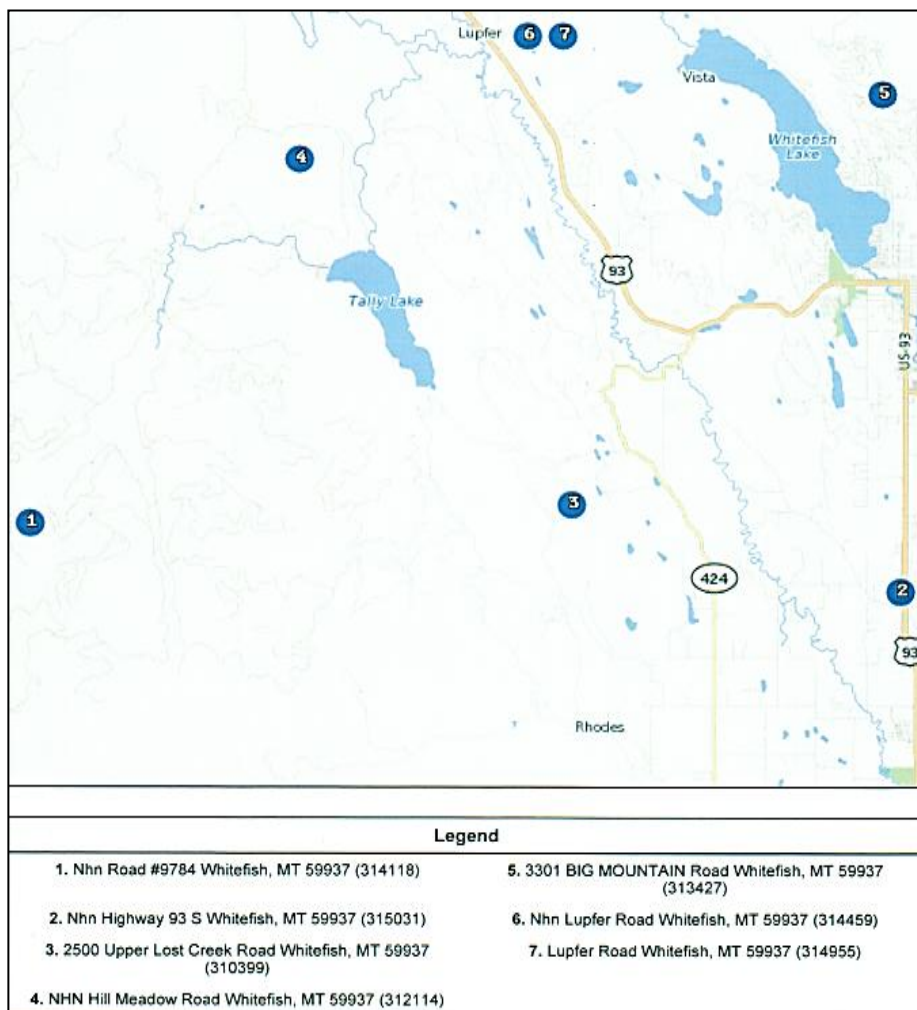 Lupfer
6
7
Vista
5
Whitefish
Lake
4
93
Tally Lake
US-93
3
1
424
2
93
Rhodes
Legend
1. Nhn Road #9784 Whitefish, MT 59937 (314118)
2. Nhn Highway 93 S Whitefish, MT 59937 (315031)
3. 2500 Upper Lost Creek Road Whitefish, MT 59937
(310399)
4. NHN Hill Meadow Road Whitefish, MT 59937 (312114)
5. 3301 BIG MOUNTAIN Road Whitefish, MT 59937
(313427)
6. Nhn Lupfer Road Whitefish, MT 59937 (314459)
7. Lupfer Road Whitefish, MT 59937 (314955)